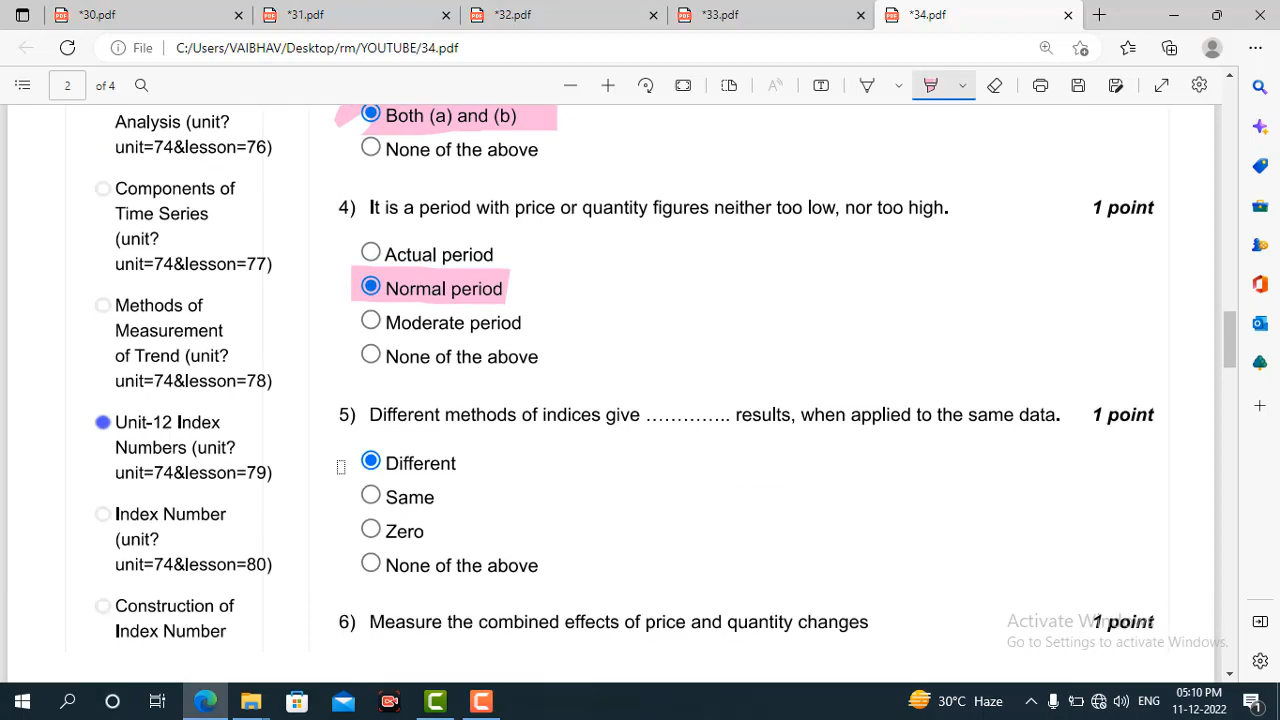 *30.pdf
*31.pdf
*32.pdf
*33.pdf
*34.pdf
File
C:/Users/VAIBHAV/Desktop/rm/YOUTUBE/34.pdf
2
of 4
Analysis (unit?
unit=74&lesson=76)
Components of
Time Series
(unit?
unit=74&lesson=77)
Methods of
Measurement
of Trend (unit?
unit=74&lesson=78)
Unit-12 Index
Numbers (unit?
unit=74&lesson=79)
Index Number
(unit?
unit=74&lesson=80)
Construction of
Index Number
Both (a) and (b)
None of the above
4) It is a period with price or quantity figures neither too low, nor too high. 1 point
Actual period
Normal period
Moderate period
None of the above
5) Different methods of indices give ………….. results, when applied to the same data. 1 point
Different
Same
Zero
None of the above
6) Measure the combined effects of price and quantity changes 1 point
Activate Windows
Go to Settings to activate Windows.
30°C Haze
ENG
05:10 PM
11-12-2022
1